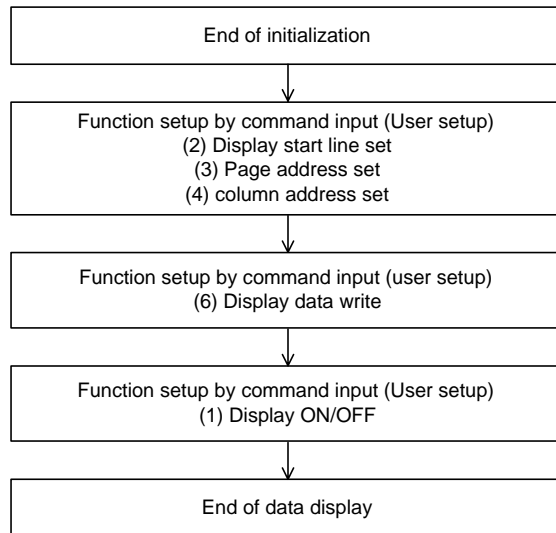 End of initialization
Function setup by command input (User setup)
(2) Display start line set
(3) Page address set
(4) column address set
Function setup by command input (user setup)
(6) Display data write
Function setup by command input (User setup)
(1) Display ON/OFF
End of data display